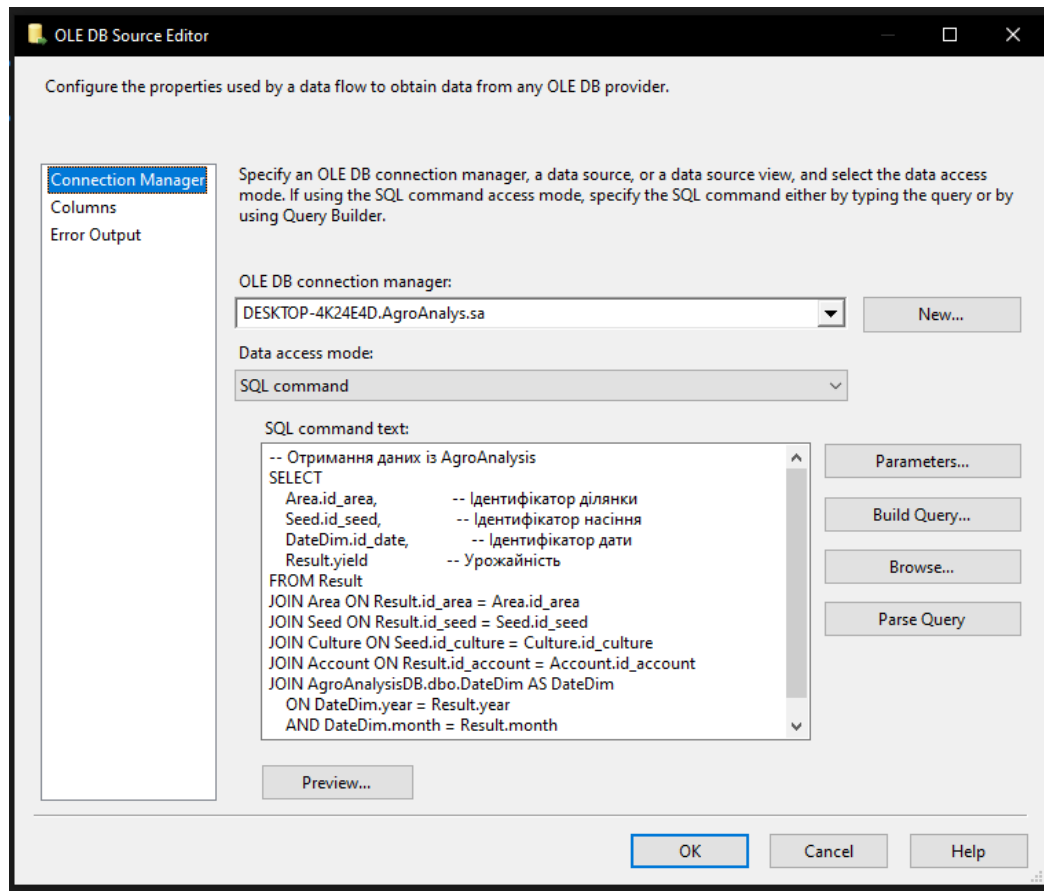 OLE DB Source Editor
Configure the properties used by a data flow to obtain data from any OLE DB provider.
Connection Manager
Columns
Error Output
Specify an OLE DB connection manager, a data source, or a data source view, and select the data access
mode. If using the SQL command access mode, specify the SQL command either by typing the query or by
using Query Builder.
OLE DB connection manager:
DESKTOP-4K24E4D.AgroAnalys.sa
New...
Data access mode:
SQL command
SQL command text:
-- Отримання даних із AgroAnalysis
SELECT
Area.id_area, -- Ідентифікатор ділянки
Seed.id_seed, -- Ідентифікатор насіння
DateDim.id_date, -- Ідентифікатор дати
Result.yield -- Урожайність
FROM Result
JOIN Area ON Result.id_area = Area.id_area
JOIN Seed ON Result.id_seed = Seed.id_seed
JOIN Culture ON Seed.id_culture = Culture.id_culture
JOIN Account ON Result.id_account = Account.id_account
JOIN AgroAnalysisDB.dbo.DateDim AS DateDim
ON DateDim.year = Result.year
AND DateDim.month = Result.month
Parameters...
Build Query...
Browse...
Parse Query
Preview...
OK
Cancel
Help